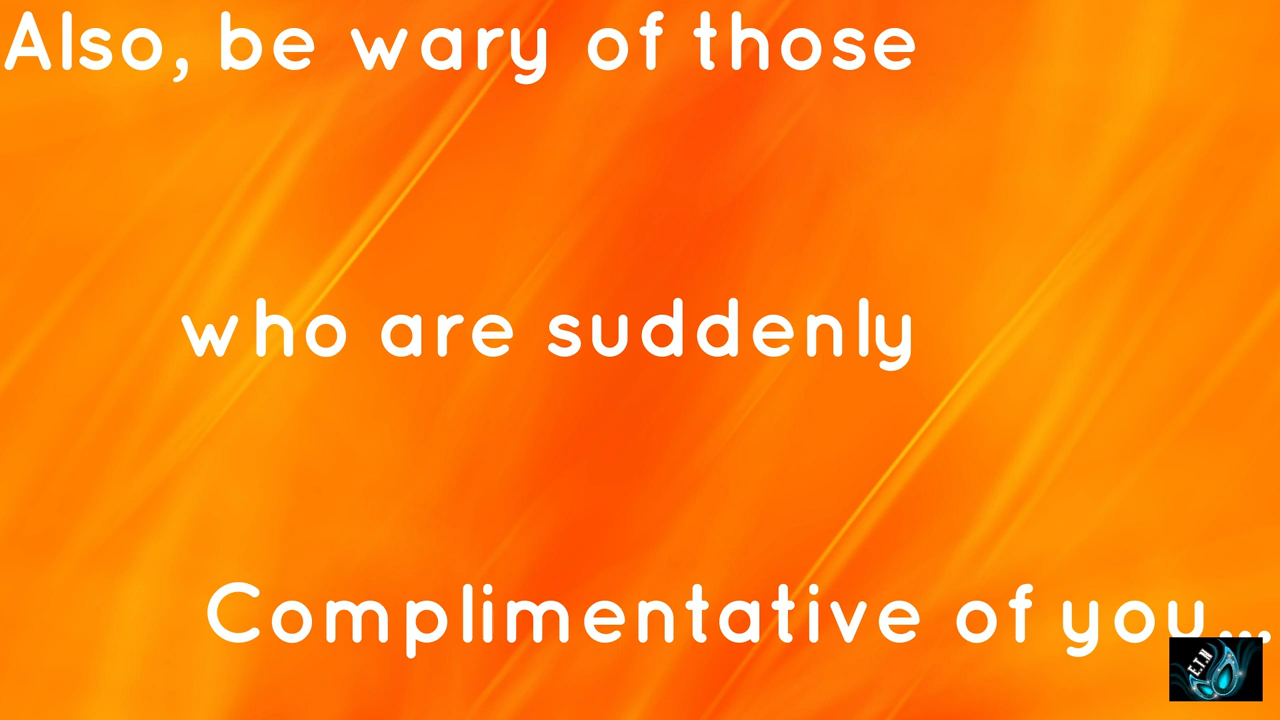 Also, be wary of those
who are suddenly
Complimentative of you...
E.T.N